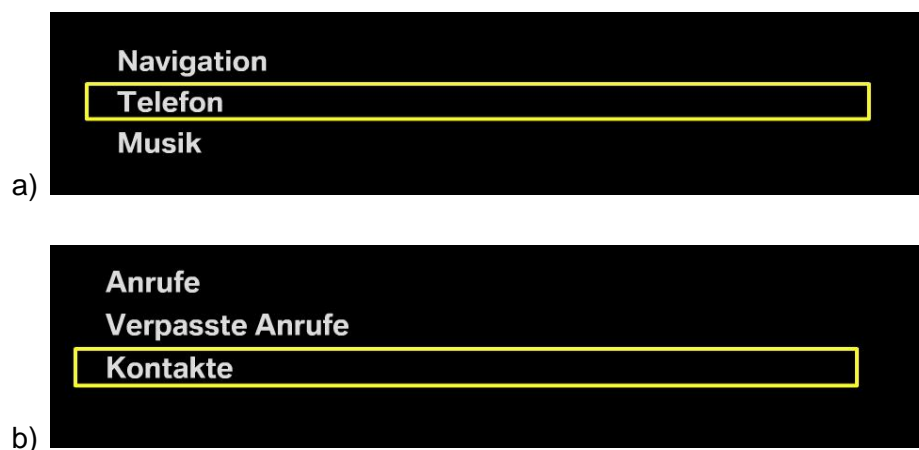 Navigation
Telefon
Musik
a)
Anrufe
Verpasste Anrufe
Kontakte
b)